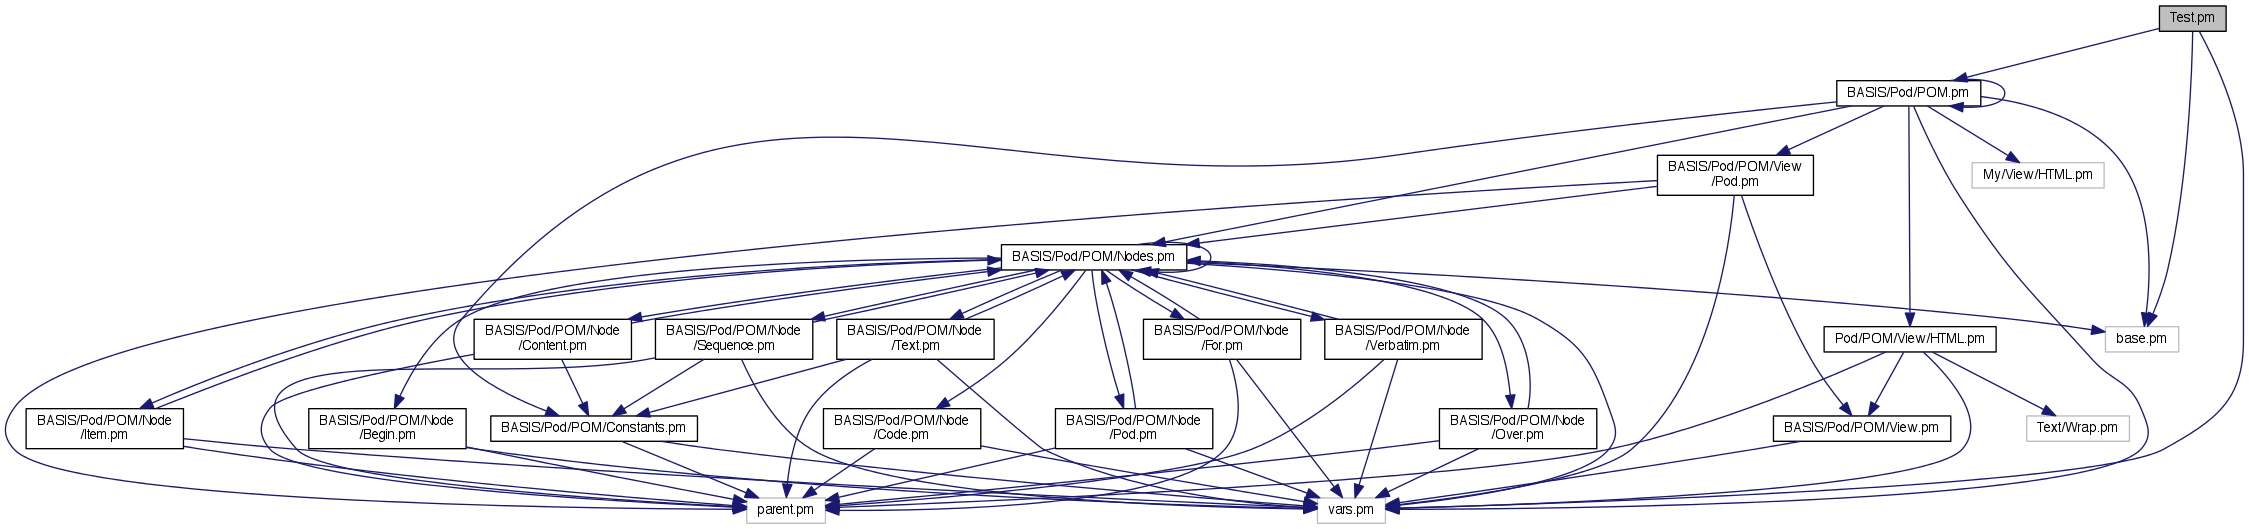 Test.pm
BASIS/Pod/POM.pm
BASIS/Pod/POM/View
/Pod.pm
My/View/HTML.pm
BASIS/Pod/POM/Nodes.pm
BASIS/Pod/POM/Node
/Content.pm
BASIS/Pod/POM/Node
/Sequence.pm
BASIS/Pod/POM/Node
/Text.pm
BASIS/Pod/POM/Node
/For.pm
BASIS/Pod/POM/Node
/Verbatim.pm
Pod/POM/View/HTML.pm
base.pm
BASIS/Pod/POM/Node
/Item.pm
BASIS/Pod/POM/Node
/Begin.pm
BASIS/Pod/POM/Constants.pm
BASIS/Pod/POM/Node
/Code.pm
BASIS/Pod/POM/Node
/Pod.pm
BASIS/Pod/POM/Node
/Over.pm
BASIS/Pod/POM/View.pm
Text/Wrap.pm
parent.pm
vars.pm